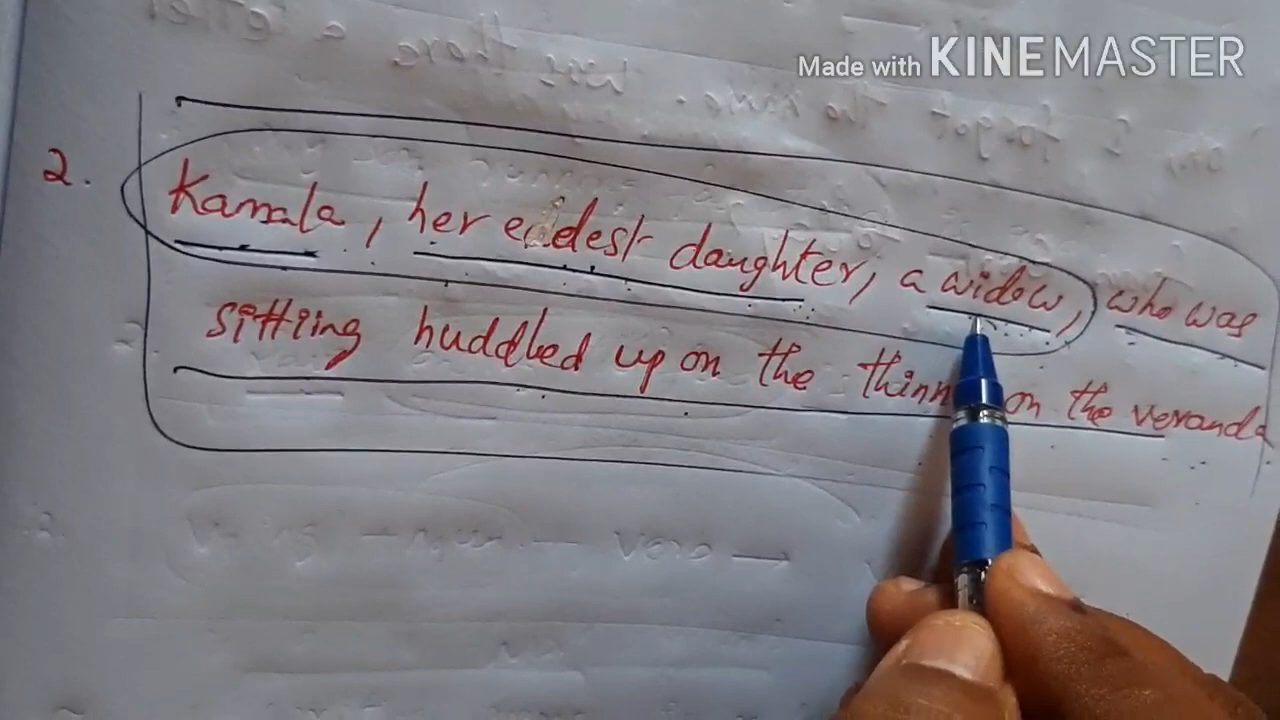 Made with KINEMASTER
2. Kamala, her eldest daughter, a widow, who was
sitting huddled up on the thinn on the veranda